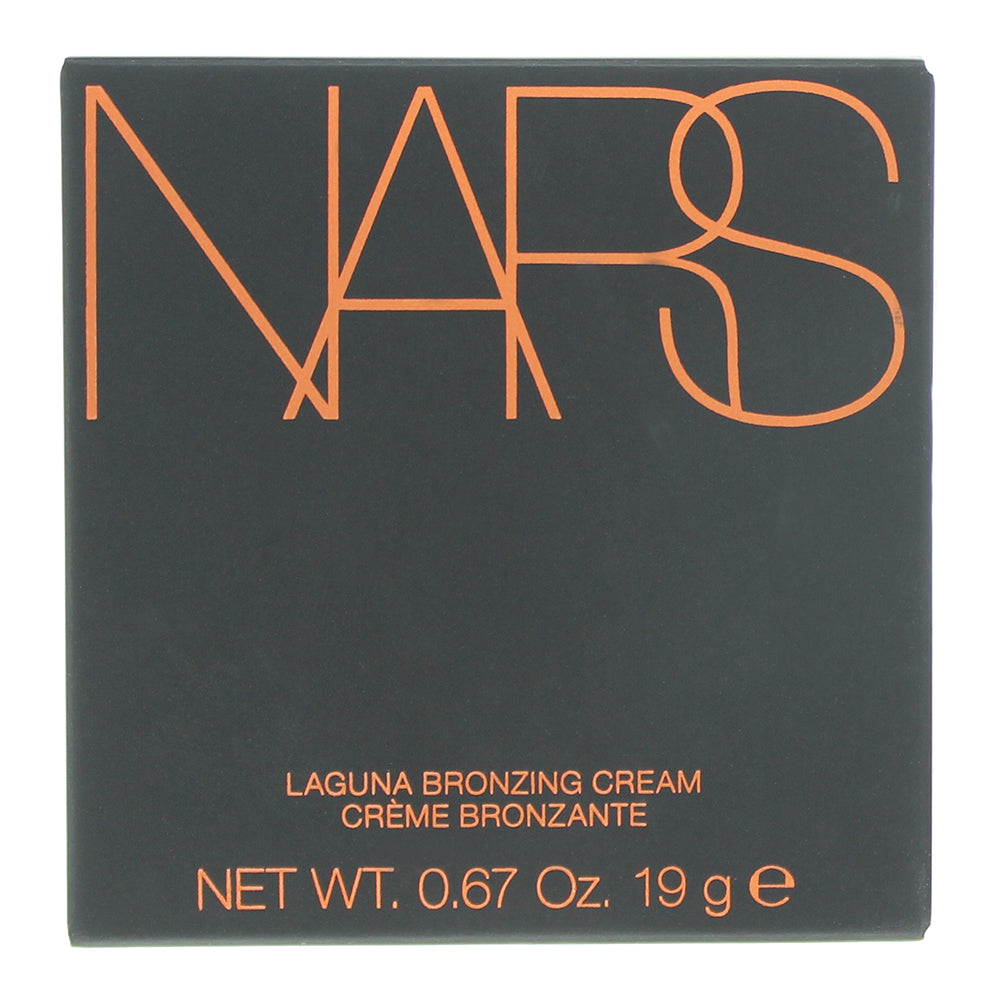 NARS
LAGUNA BRONZING CREAM
CRÈME BRONZANTE
NET WT. 0.67 Oz. 19 g ℮